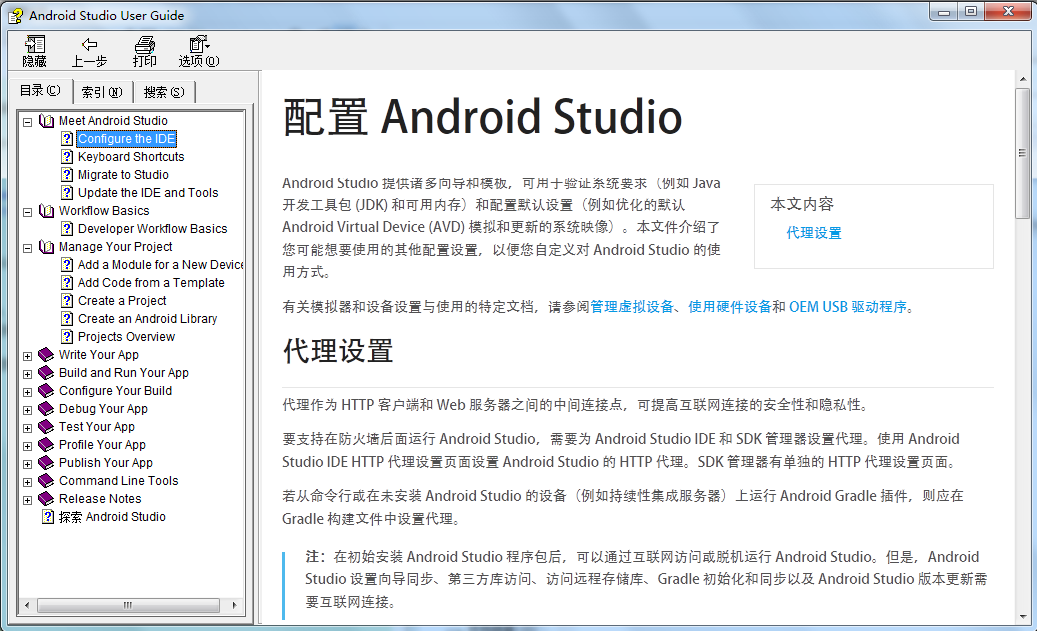 Android Studio User Guide
隐藏
上一步
打印
选项(O)
目录(C)
索引(N)
搜索(S)
Meet Android Studio
Configure the IDE
Keyboard Shortcuts
Migrate to Studio
Update the IDE and Tools
Workflow Basics
Developer Workflow Basics
Manage Your Project
Add a Module for a New Device
Add Code from a Template
Create a Project
Create an Android Library
Projects Overview
Write Your App
Build and Run Your App
Configure Your Build
Debug Your App
Test Your App
Profile Your App
Publish Your App
Command Line Tools
Release Notes
探索 Android Studio
配置 Android Studio
Android Studio 提供诸多向导和模板，可用于验证系统要求（例如 Java
开发工具包 (JDK) 和可用内存）和配置默认设置（例如优化的默认
Android Virtual Device (AVD) 模拟和更新的系统映像）。本文件介绍了
您可能想要使用的其他配置设置，以便您自定义对 Android Studio 的使
用方式。
本文内容
代理设置
有关模拟器和设备设置与使用的特定文档，请参阅管理虚拟设备、使用硬件设备和 OEM USB 驱动程序。
代理设置
代理作为 HTTP 客户端和 Web 服务器之间的中间连接点，可提高互联网连接的安全性和隐私性。
要支持在防火墙后面运行 Android Studio，需要为 Android Studio IDE 和 SDK 管理器设置代理。使用 Android
Studio IDE HTTP 代理设置页面设置 Android Studio 的 HTTP 代理。SDK 管理器有单独的 HTTP 代理设置页面。
若从命令行或在未安装 Android Studio 的设备（例如持续性集成服务器）上运行 Android Gradle 插件，则应在
Gradle 构建文件中设置代理。
注：在初始安装 Android Studio 程序包后，可以通过互联网访问或脱机运行 Android Studio。但是，Android
Studio 设置向导同步、第三方库访问、访问远程存储库、Gradle 初始化和同步以及 Android Studio 版本更新需
要互联网连接。